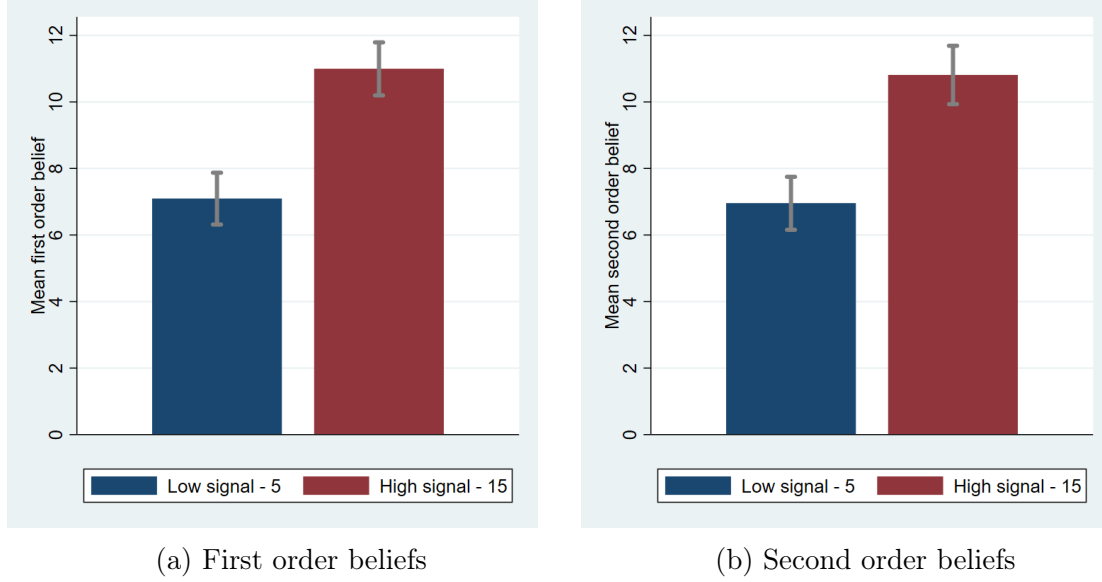 Mean first order belief
12
10
8
6
4
2
0
Low signal - 5 High signal - 15
(a) First order beliefs
Mean second order belief
12
10
8
6
4
2
0
Low signal - 5 High signal - 15
(b) Second order beliefs